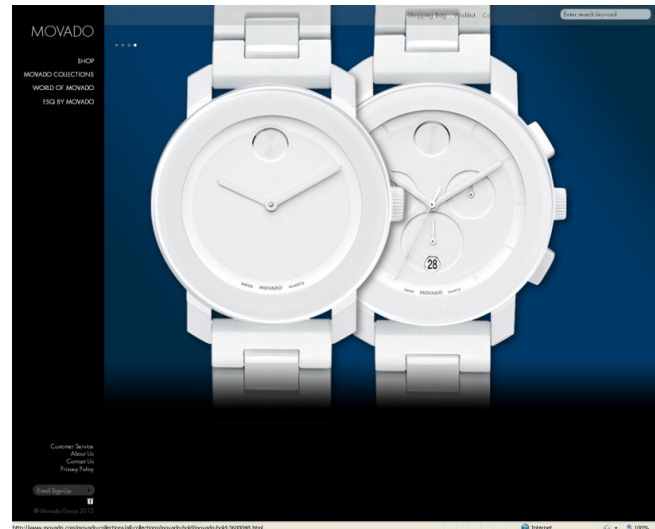 MOVADO
Shopping Bag Wishlist
Enter search keyword
SHOP
MOVADO COLLECTIONS
WORLD OF MOVADO
ESQ BY MOVADO
28
SWISS MOVADO QUARTZ
SWISS MOVADO QUARTZ
Customer Service
About Us
Contact Us
Privacy Policy
Email Sign-Up
© Movado Group 2010
Internet
100%